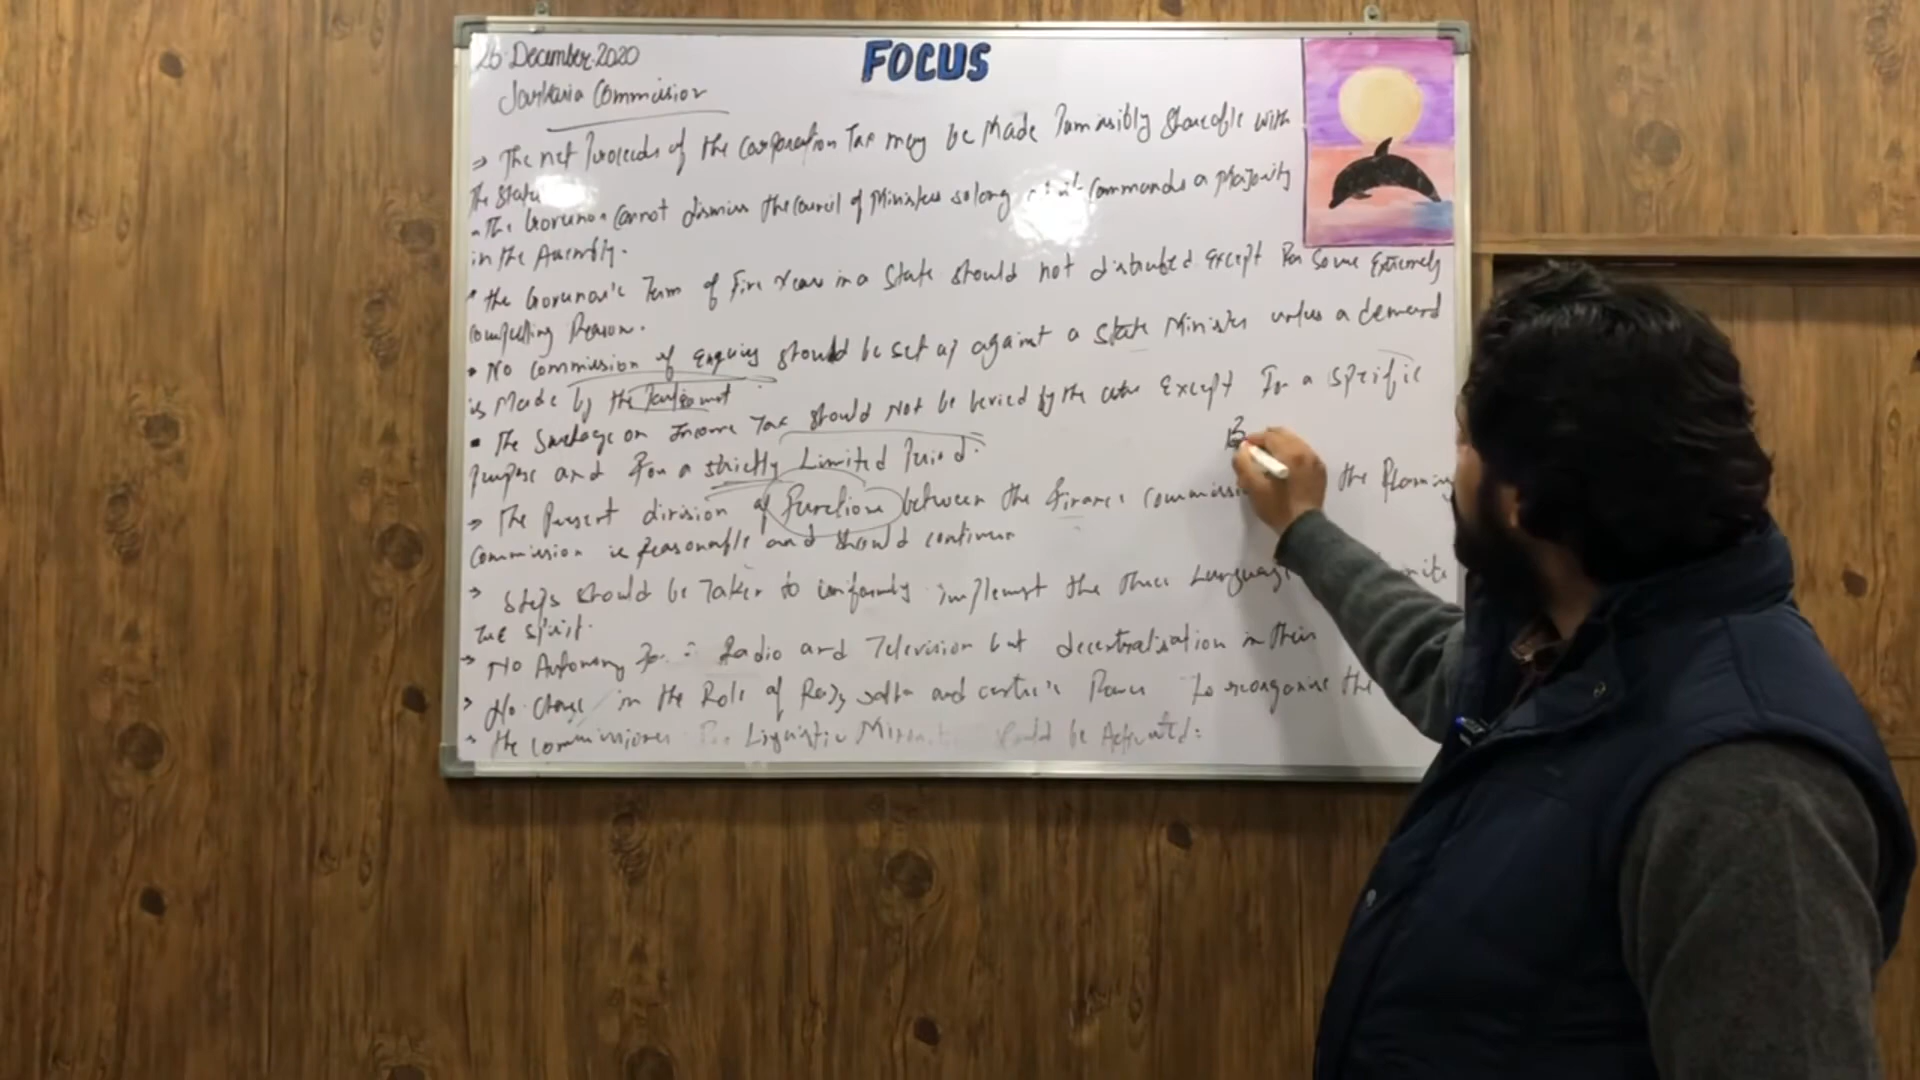 26 December 2020
FOCUS
Sarkaria Commission
⇒ The net Proceeds of the Corporation Tax may be Made Permissibly Shareable with
The State
The Governor Cannot dismiss the Council of Ministers so long as it Commands a Majority
in the Assembly.
the Governor's Term of Five Years in a State should not disturbed Except For Some Extremely
compelling Reason.
• No commission of Enquiry should be set up against a State Minister unless a demand
is Made by the Parliament
▪ The Surcharge on Income Tax should Not be levied by the Except For a Specific
Purpose and For a strictly Limited Period.
⇒ The Present division of Functions between the Finance the Planning
Commission is Reasonable and should continue
> Steps should be Taken to uniformly implement the Three Language
True Spirit.
→ No Autonomy For Radio and Television but decentralisation in Their
> No Change in the Role of Rajya sabha and centre's Power To reorganise the
the commissioner For Linguistic should be Activated: